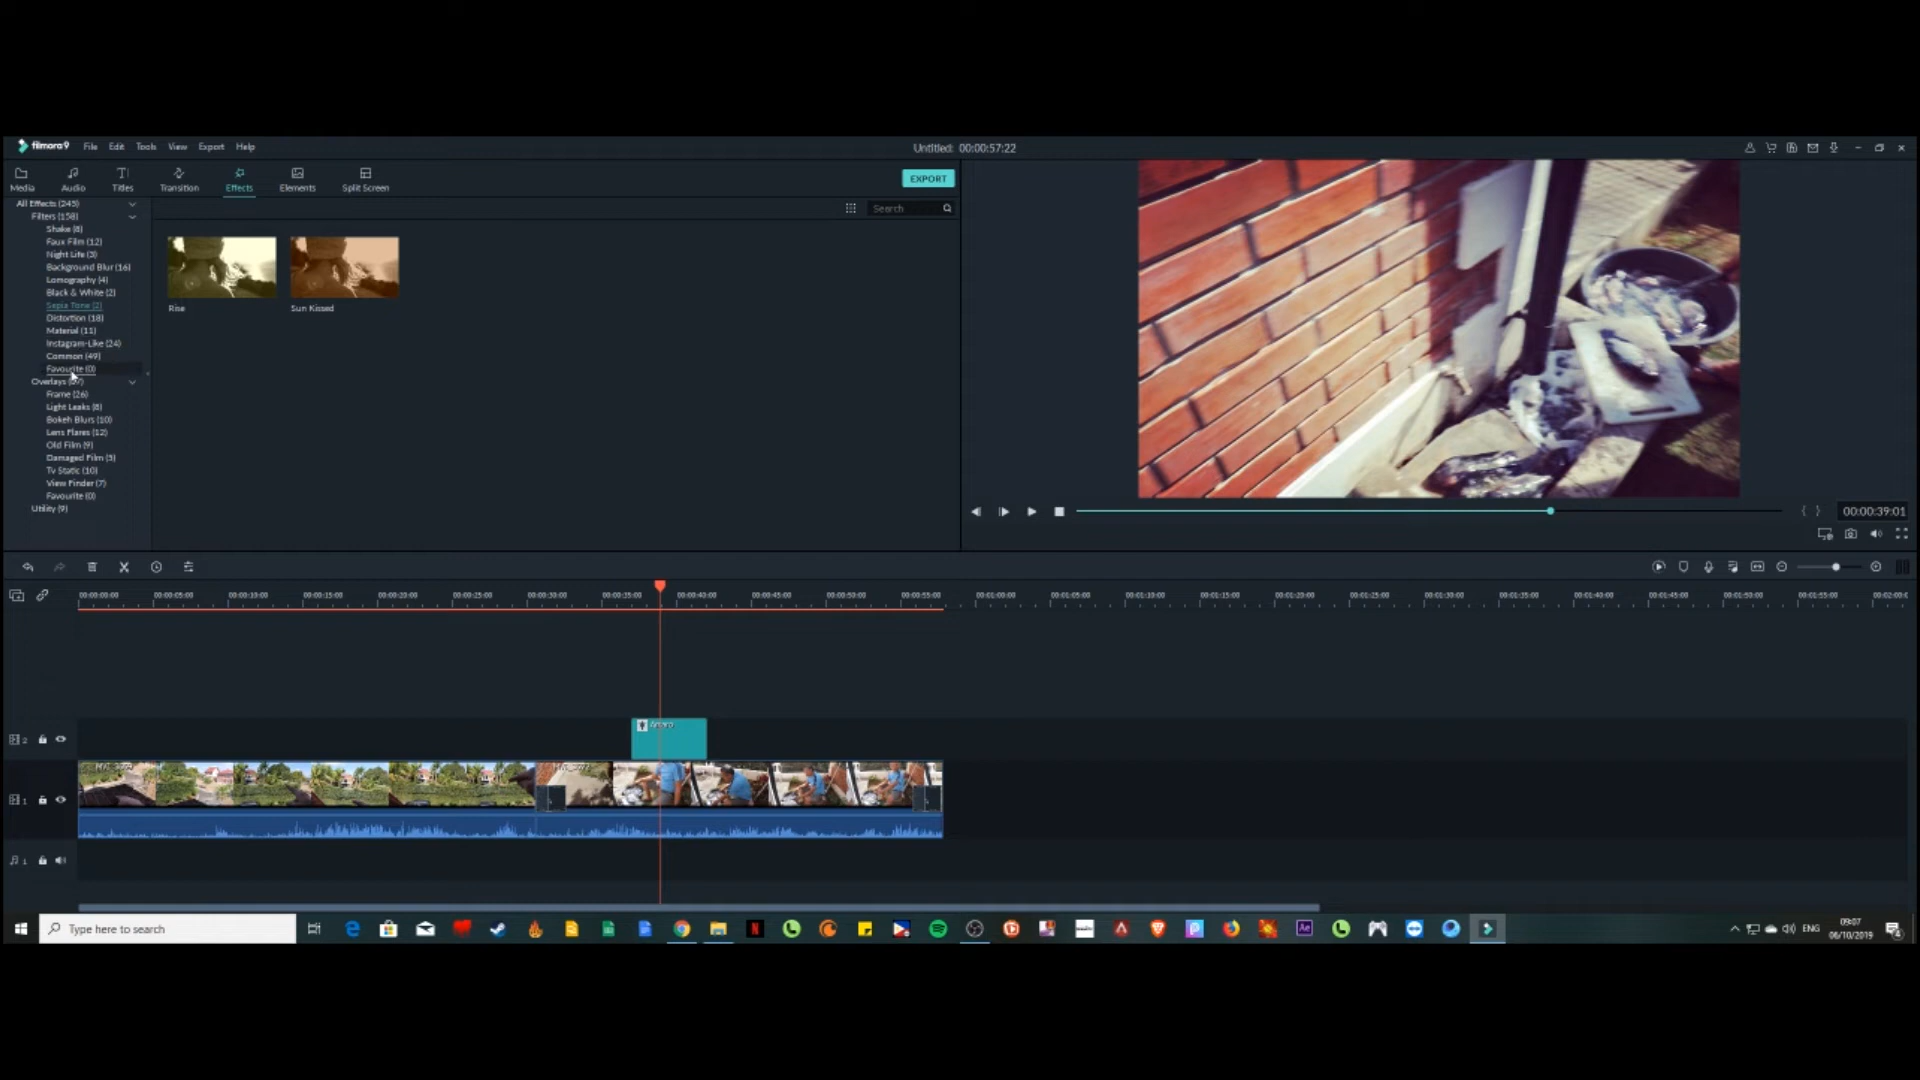 filmora9 File Edit Tools View Export Help
Untitled: 00:00:57:22
Media Audio Titles Transition Effects Elements Split Screen
EXPORT
Search
All Effects (245)
Filters (158)
Shake (8)
Faux Film (12)
Night Life (3)
Background Blur (16)
Lomography (4)
Black & White (2)
Sepia Tone (2)
Distortion (18)
Material (11)
Instagram-Like (24)
Common (49)
Favourite (0)
Overlays
Frame (26)
Light Leaks (8)
Bokeh Blurs (10)
Lens Flares (12)
Old Film (9)
Damaged Film (5)
Tv Static (10)
View Finder (7)
Favourite (0)
Utility (9)
Rise
Sun Kissed
00:00:39:01
00:00:00:00 00:00:05:00 00:00:10:00 00:00:15:00 00:00:20:00 00:00:25:00 00:00:30:00 00:00:35:00 00:00:40:00 00:00:45:00 00:00:50:00 00:00:55:00 00:01:00:00 00:01:05:00 00:01:10:00 00:01:15:00 00:01:20:00 00:01:25:00 00:01:30:00 00:01:35:00 00:01:40:00 00:01:45:00 00:01:50:00 00:01:55:00
2
Amaro
1
1
Type here to search
Ae
ENG
09:07
06/10/2019